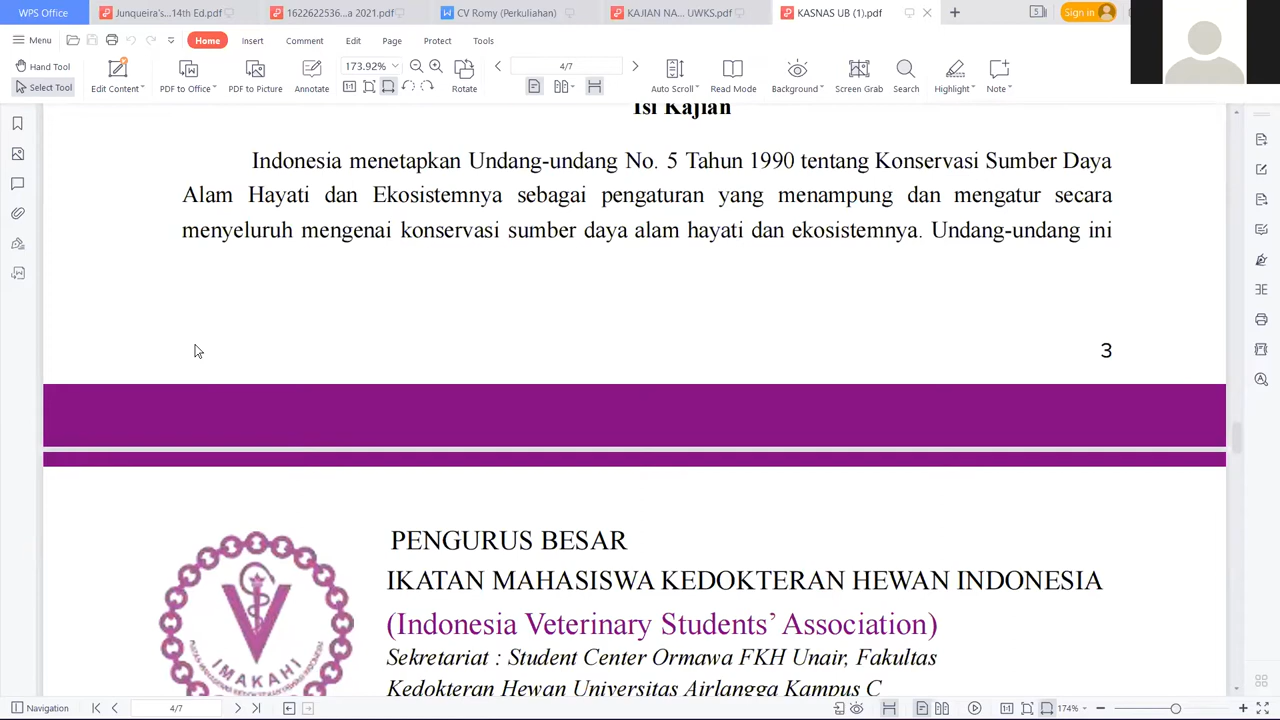 WPS Office
Junqueira's...14th Ed.pdf
1622622536...a 2021.pdf
CV Romy (Perkuliahan)
KAJIAN NA... UWKS.pdf
KASNAS UB (1).pdf
5
Sign in
Menu
Home
Insert
Comment
Edit
Page
Protect
Tools
Hand Tool
Select Tool
Edit Content
PDF to Office
PDF to Picture
Annotate
173.92%
Rotate
4/7
Auto Scroll
Read Mode
Background
Screen Grab
Search
Highlight
Note
Isi Kajian
Indonesia menetapkan Undang-undang No. 5 Tahun 1990 tentang Konservasi Sumber Daya
Alam Hayati dan Ekosistemnya sebagai pengaturan yang menampung dan mengatur secara
menyeluruh mengenai konservasi sumber daya alam hayati dan ekosistemnya. Undang-undang ini
3
PENGURUS BESAR
IKATAN MAHASISWA KEDOKTERAN HEWAN INDONESIA
(Indonesia Veterinary Students' Association)
Sekretariat : Student Center Ormawa FKH Unair, Fakultas
Kedokteran Hewan Universitas Airlangga Kampus C
IMAKAHI
Navigation
4/7
174%